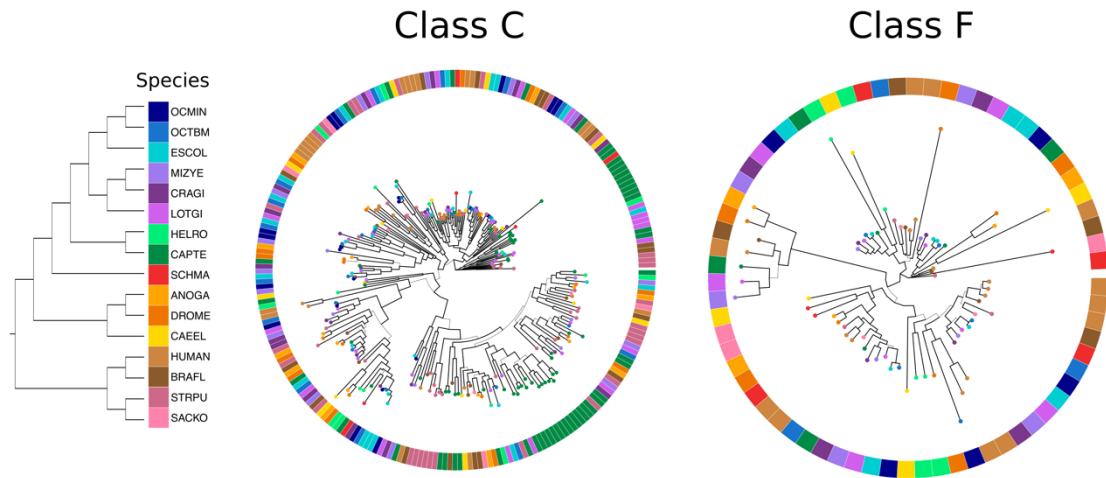 Class C
Class F
Species
OCMIN
OCTBM
ESCOL
MIZYE
CRAGI
LOTGI
HELRO
CAPTE
SCHMA
ANOGA
DROME
CAEEL
HUMAN
BRAFL
STRPU
SACKO